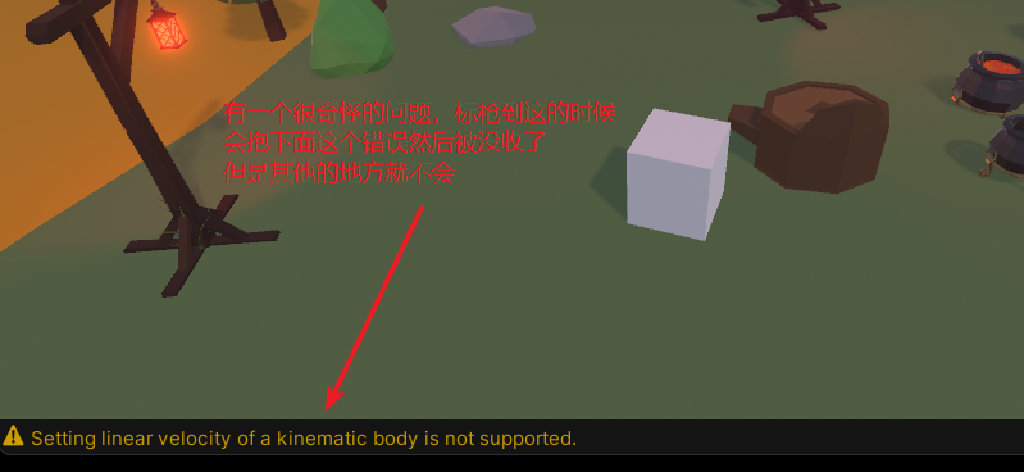 有一个很奇怪的问题，标枪到这的时候
会抱下面这个错误然后被没收了
但是其他的地方就不会
Setting linear velocity of a kinematic body is not supported.